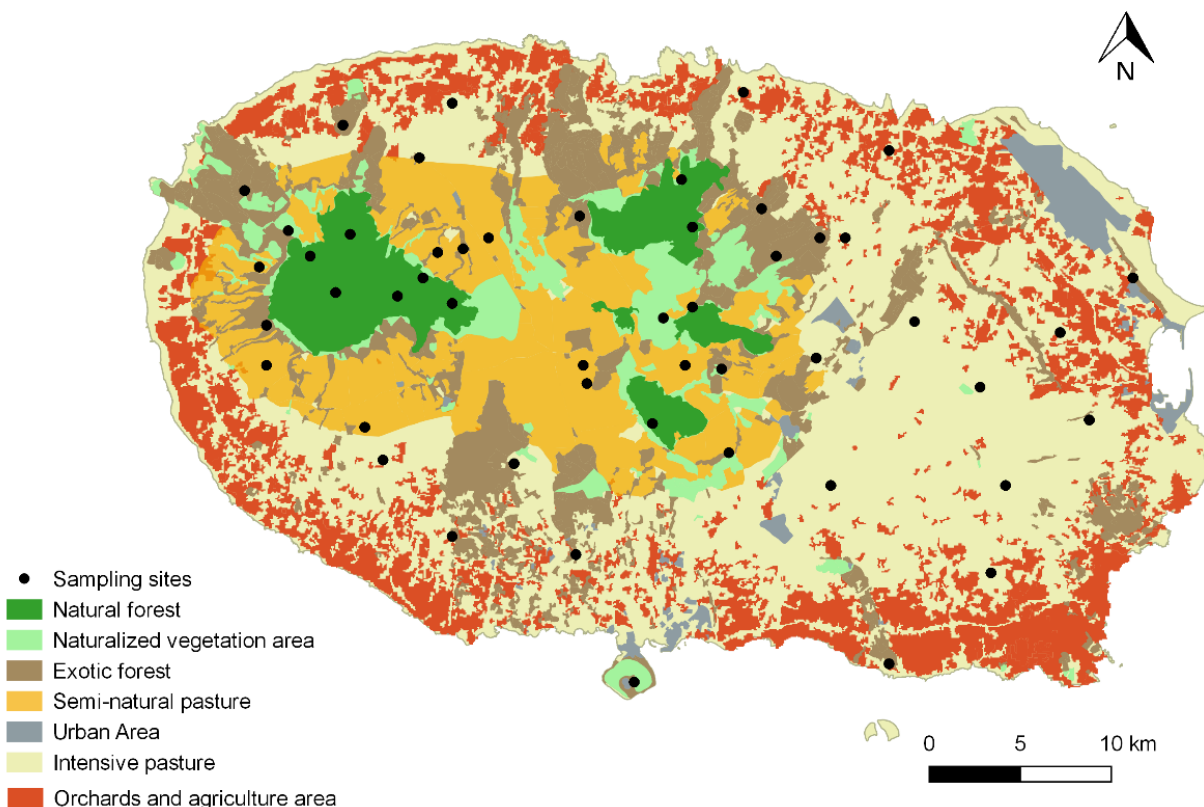 N
Sampling sites
Natural forest
Naturalized vegetation area
Exotic forest
Semi-natural pasture
Urban Area
Intensive pasture
Orchards and agriculture area
0 5 10 km